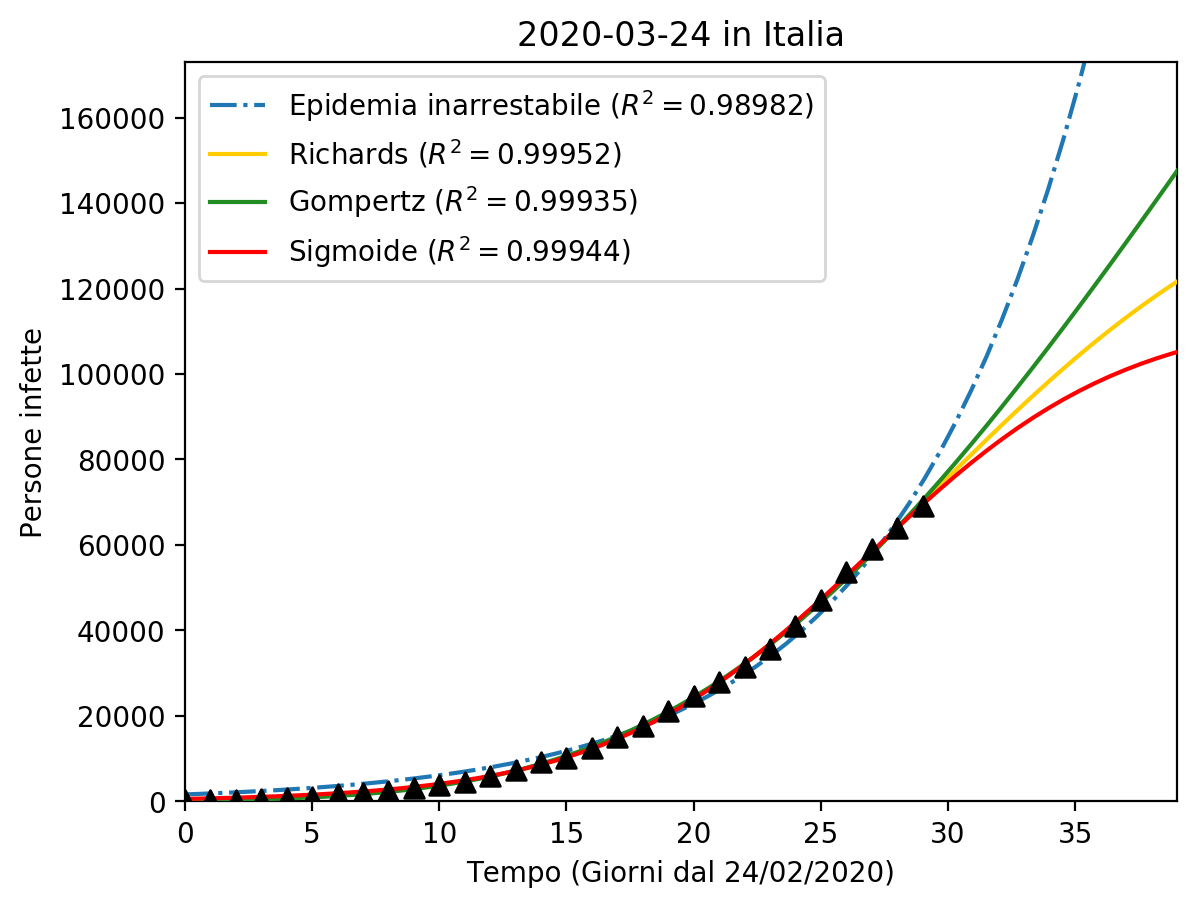 2020-03-24 in Italia
Epidemia inarrestabile (R² = 0.98982)
Richards (R² = 0.99952)
Gompertz (R² = 0.99935)
Sigmoide (R² = 0.99944)
160000
140000
120000
100000
80000
60000
40000
20000
0
Persone infette
0 5 10 15 20 25 30 35
Tempo (Giorni dal 24/02/2020)